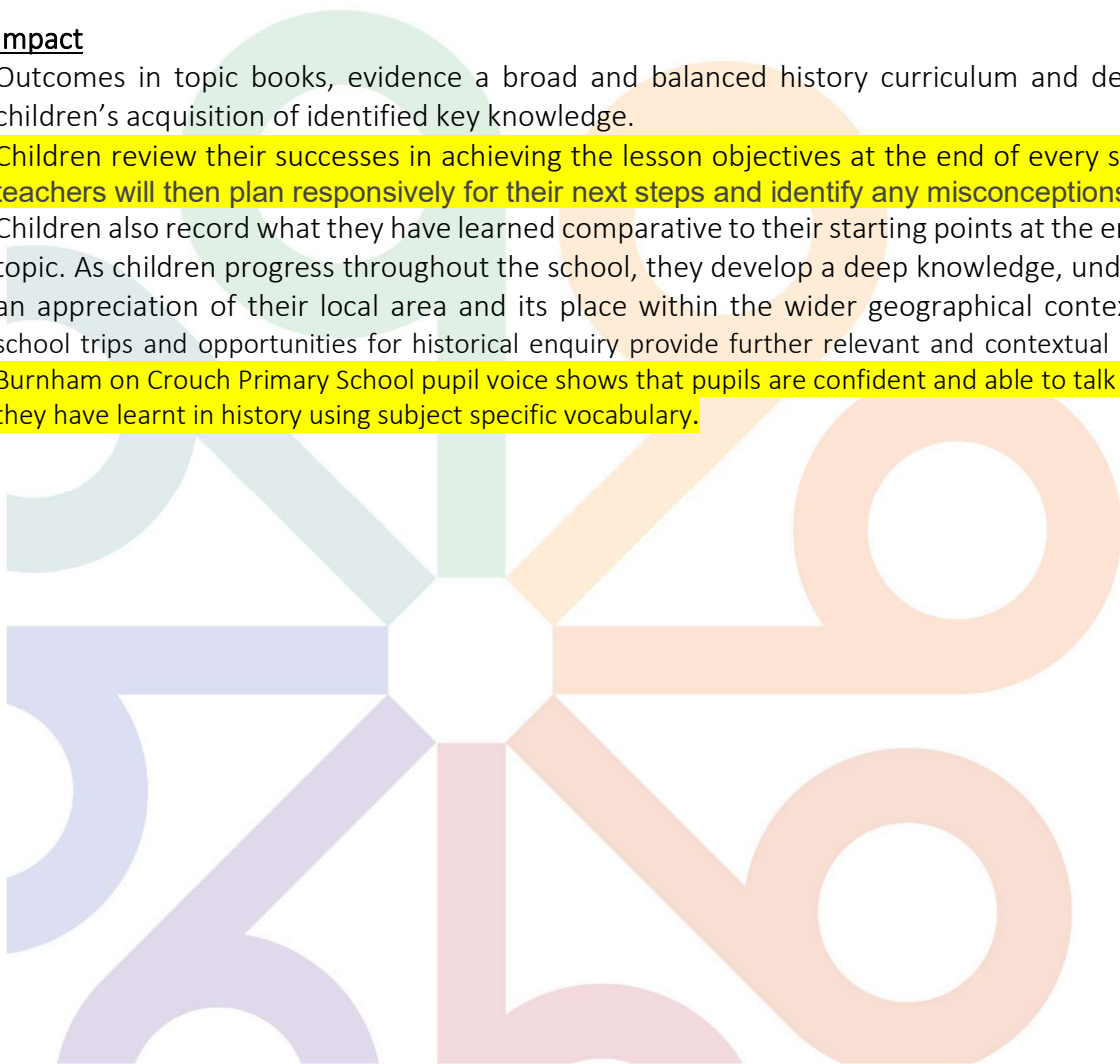 mpact
Outcomes in topic books, evidence a broad and balanced history curriculum and de
children's acquisition of identified key knowledge.
Children review their successes in achieving the lesson objectives at the end of every s
teachers will then plan responsively for their next steps and identify any misconceptions
Children also record what they have learned comparative to their starting points at the e
topic. As children progress throughout the school, they develop a deep knowledge, und
an appreciation of their local area and its place within the wider geographical conte
school trips and opportunities for historical enquiry provide further relevant and contextual
Burnham on Crouch Primary School pupil voice shows that pupils are confident and able to talk
they have learnt in history using subject specific vocabulary.